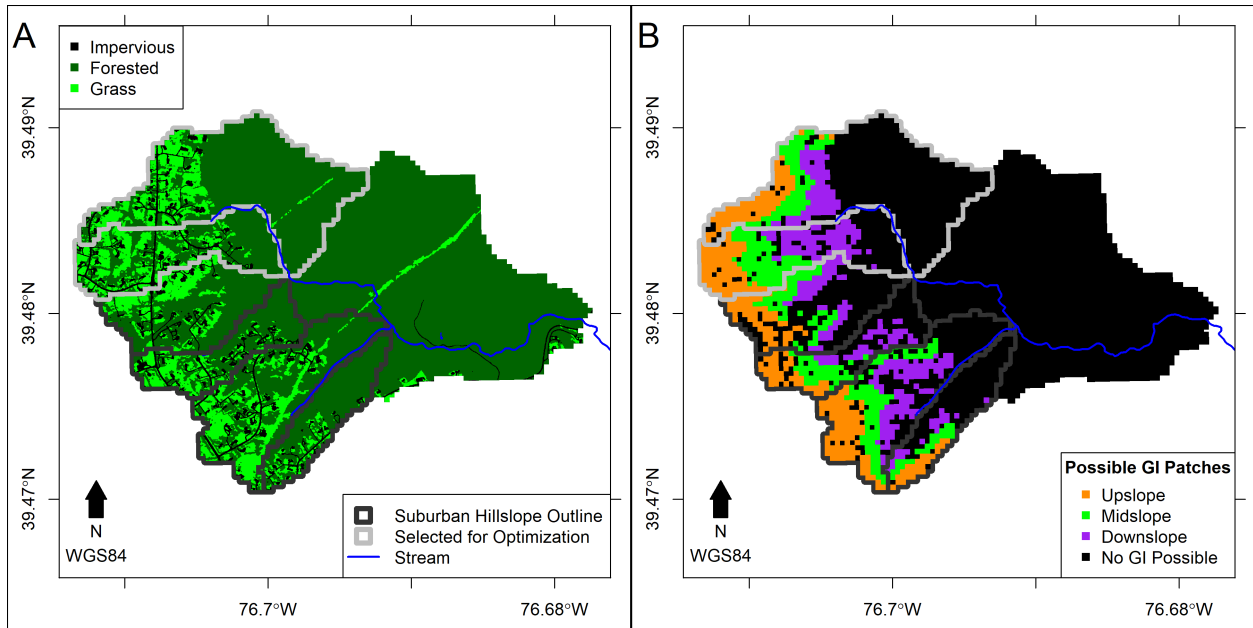 A
Impervious
Forested
Grass
39.49°N
39.48°N
39.47°N
N
WGS84
Suburban Hillslope Outline
Selected for Optimization
Stream
76.7°W
76.68°W
B
39.49°N
39.48°N
39.47°N
N
WGS84
Possible GI Patches
Upslope
Midslope
Downslope
No GI Possible
76.7°W
76.68°W